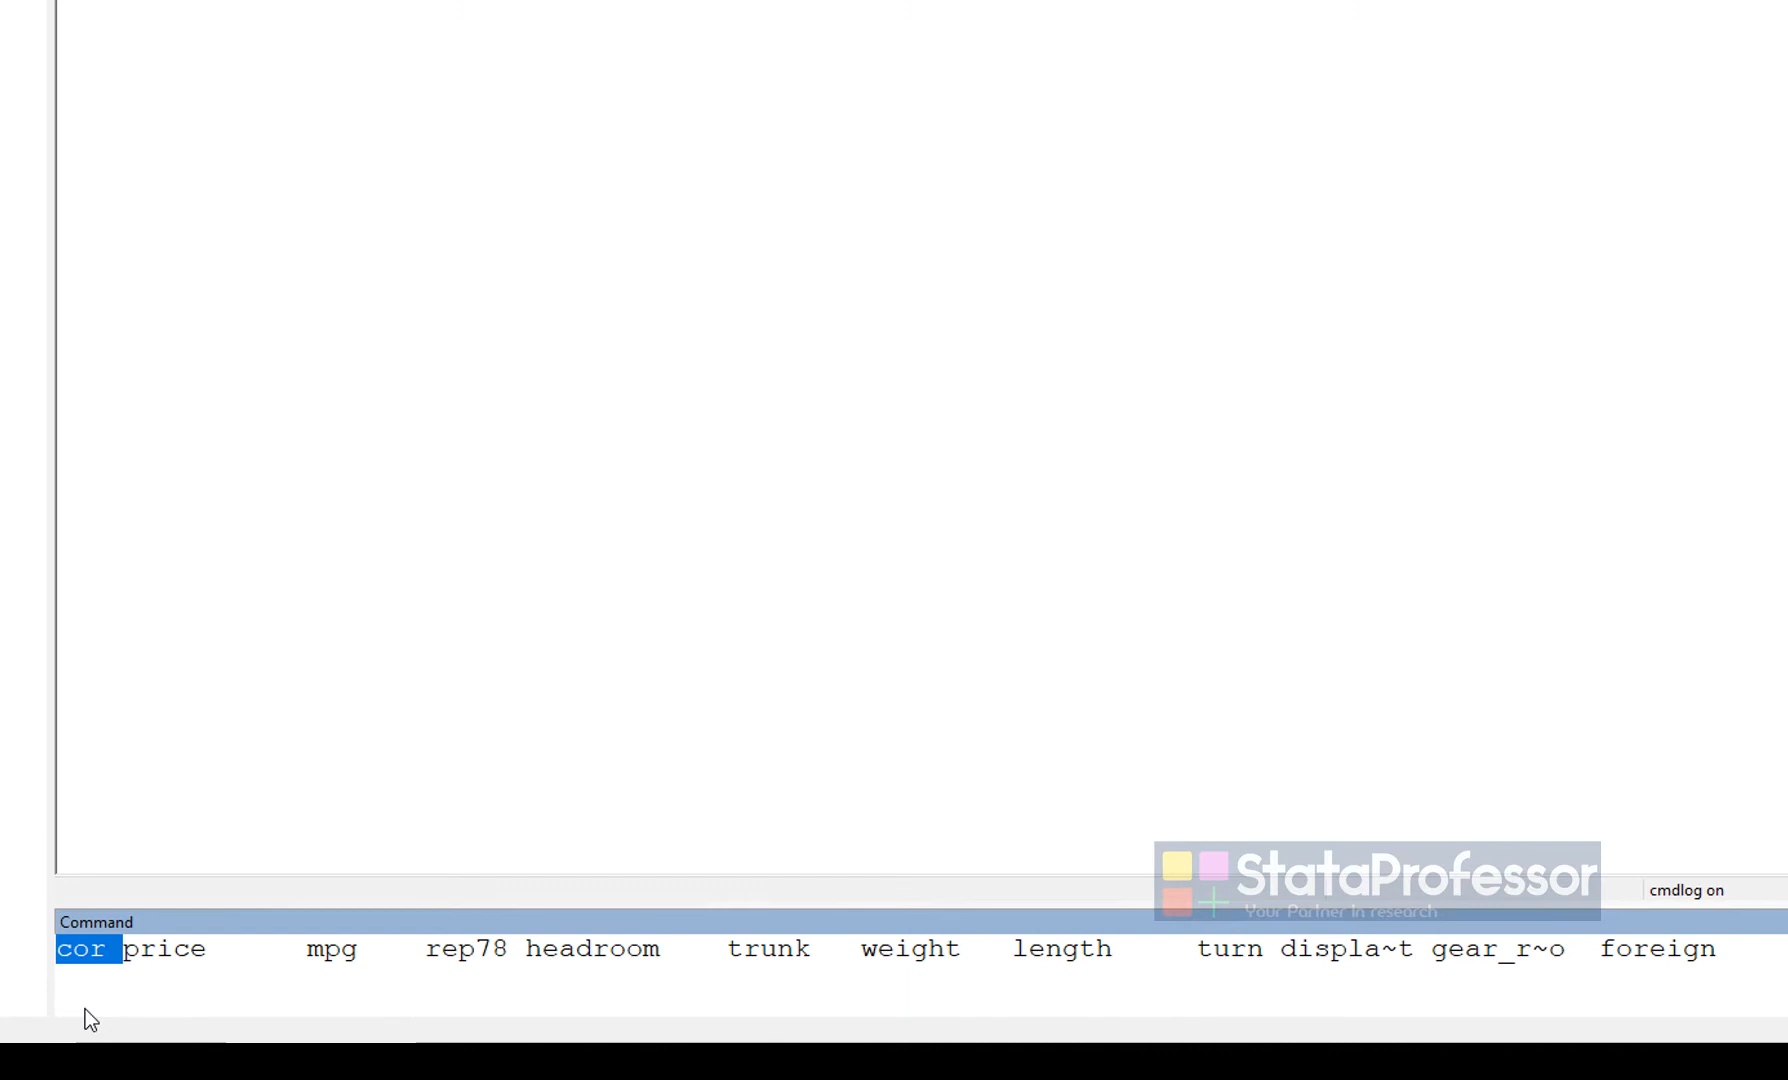 StataProfessor
Your Partner in research
cmdlog on
Command
cor price mpg rep78 headroom trunk weight length turn displa~t gear_r~o foreign